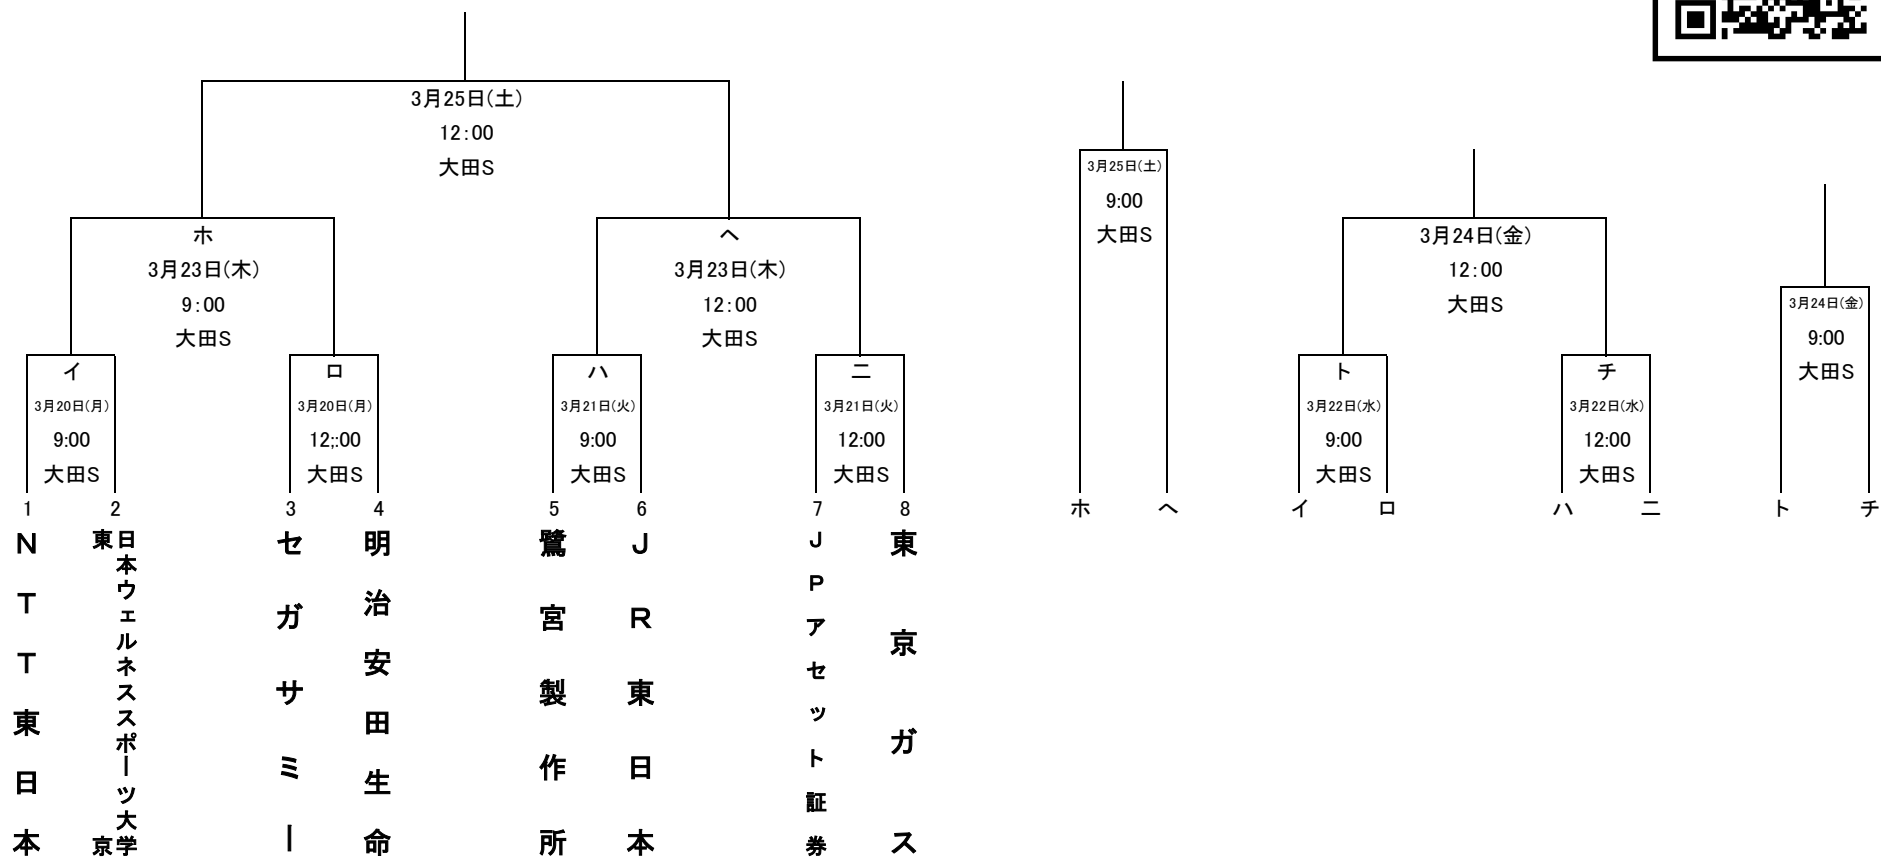 3月25日(土)
12:00
大田S
ホ
3月23日(木)
9:00
大田S
ヘ
3月23日(木)
12:00
大田S
イ
3月20日(月)
9:00
大田S
ロ
3月20日(月)
12;:00
大田S
ハ
3月21日(火)
9:00
大田S
ニ
3月21日(火)
12:00
大田S
1
2
3
4
5
6
7
8
NTT東日本
日本ウェルネススポーツ大学
東京
セガサミー
明治安田生命
鷺宮製作所
JR東日本
JPアセット証券
東京ガス
3月25日(土)
9:00
大田S
ホ
ヘ
3月24日(金)
12:00
大田S
ト
3月22日(水)
9:00
大田S
チ
3月22日(水)
12:00
大田S
イ
ロ
ハ
ニ
3月24日(金)
9:00
大田S
ト
チ